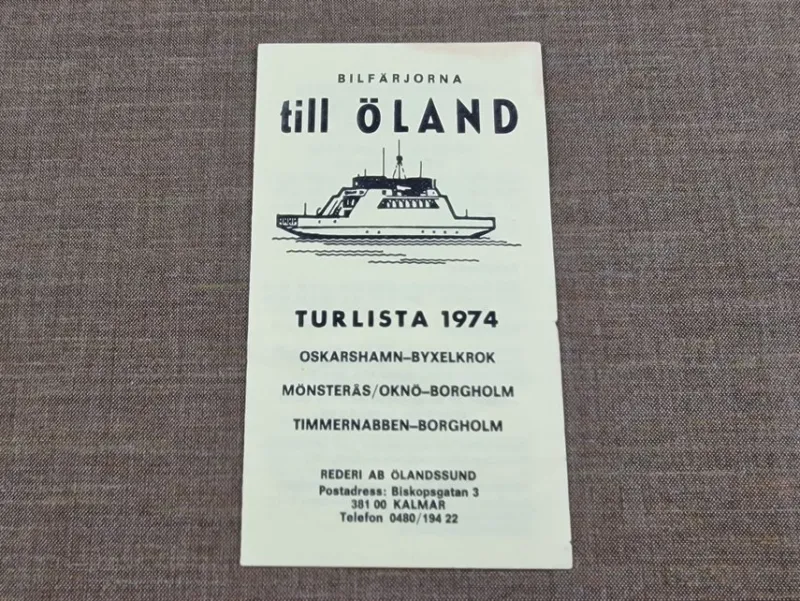 BILFÄRJORNA
till ÖLAND
TURLISTA 1974
OSKARSHAMN–BYXELKROK
MÖNSTERÅS/OKNÖ–BORGHOLM
TIMMERNABBEN–BORGHOLM
REDERI AB ÖLANDSSUND
Postadress: Biskopsgatan 3
381 00 KALMAR
Telefon 0480/194 22